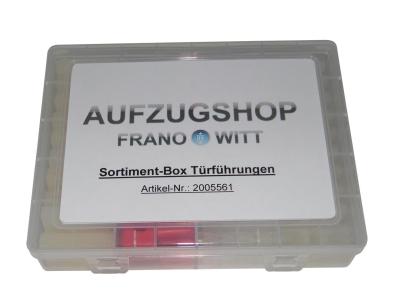 AUFZUGSHOP
FRANO WITT
Sortiment-Box Türführungen
Artikel-Nr.: 2005561